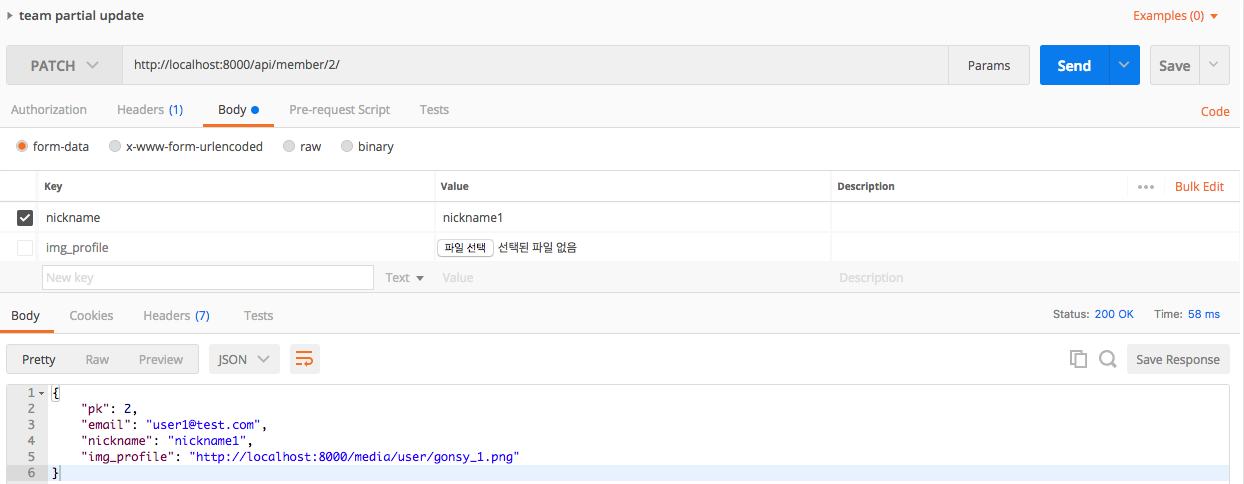 team partial update
Examples (0)
PATCH
http://localhost:8000/api/member/2/
Params
Send
Save
Authorization
Headers (1)
Body
Pre-request Script
Tests
Code
form-data
x-www-form-urlencoded
raw
binary
Key
Value
Description
Bulk Edit
nickname
nickname1
img_profile
파일 선택
선택된 파일 없음
New key
Text
Value
Description
Body
Cookies
Headers (7)
Tests
Status: 200 OK
Time: 58 ms
Pretty
Raw
Preview
JSON
Save Response
1 {
2 "pk": 2,
3 "email": "user1@test.com",
4 "nickname": "nickname1",
5 "img_profile": "http://localhost:8000/media/user/gonsy_1.png"
6 }